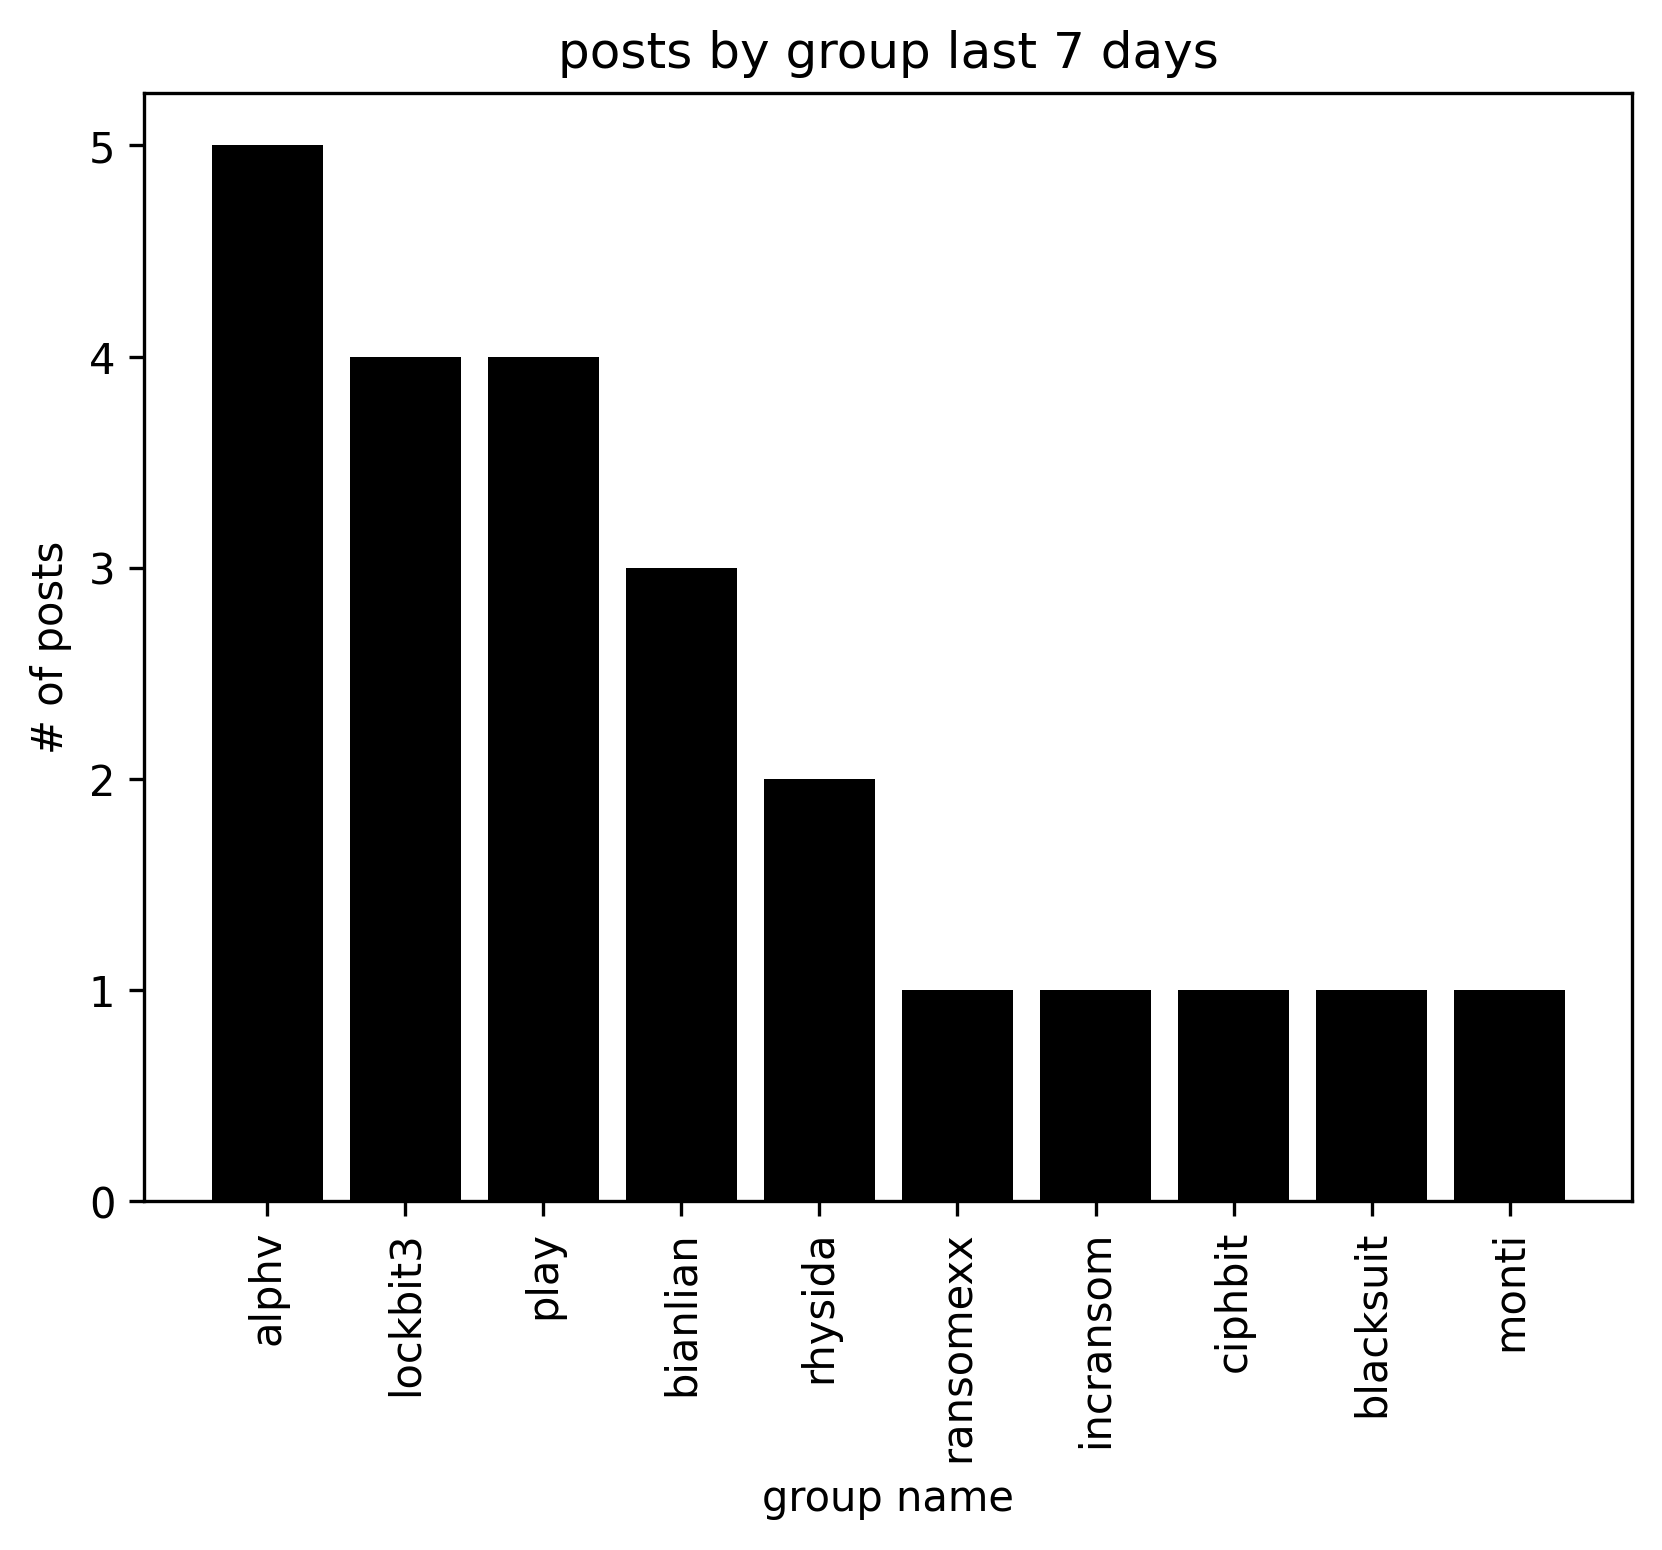 posts by group last 7 days
5
4
3
2
1
0
# of posts
alphv
lockbit3
play
bianlian
rhysida
ransomexx
incransom
ciphbit
blacksuit
monti
group name